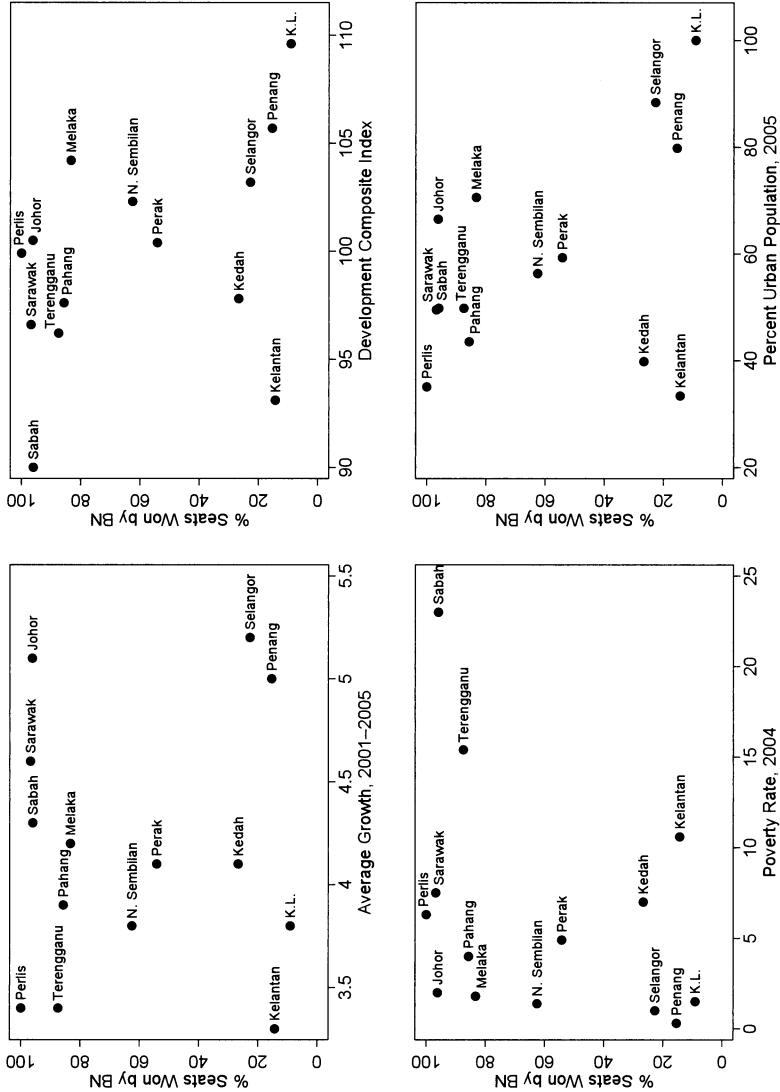 % Seats Won by BN
0 20 40 60 80 100
Perlis
Terengganu
Pahang
Melaka
Sabah
Sarawak
Johor
N. Sembilan
Perak
Kedah
Kelantan
K.L.
Penang
Selangor
3.5 4 4.5 5 5.5
Average Growth, 2001–2005
% Seats Won by BN
0 20 40 60 80 100
Sabah
Perlis
Sarawak
Johor
Terengganu
Pahang
Melaka
N. Sembilan
Perak
Kedah
Selangor
Kelantan
Penang
K.L.
90 95 100 105 110
Development Composite Index
% Seats Won by BN
0 20 40 60 80 100
Perlis
Johor
Sarawak
Sabah
Pahang
Melaka
Terengganu
N. Sembilan
Perak
Kedah
Selangor
Penang
K.L.
Kelantan
0 5 10 15 20 25
Poverty Rate, 2004
% Seats Won by BN
0 20 40 60 80 100
Perlis
Sarawak
Sabah
Johor
Terengganu
Pahang
Melaka
N. Sembilan
Perak
Kedah
Kelantan
Selangor
Penang
K.L.
20 40 60 80 100
Percent Urban Population, 2005